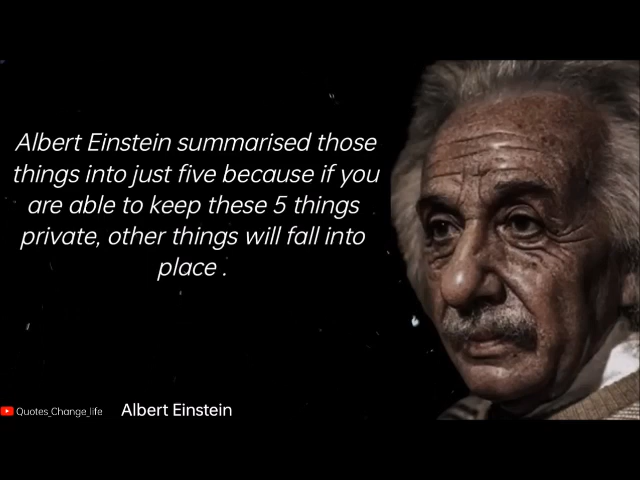 Albert Einstein summarised those
things into just five because if you
are able to keep these 5 things
private, other things will fall into
place .
Quotes_Change_life
Albert Einstein